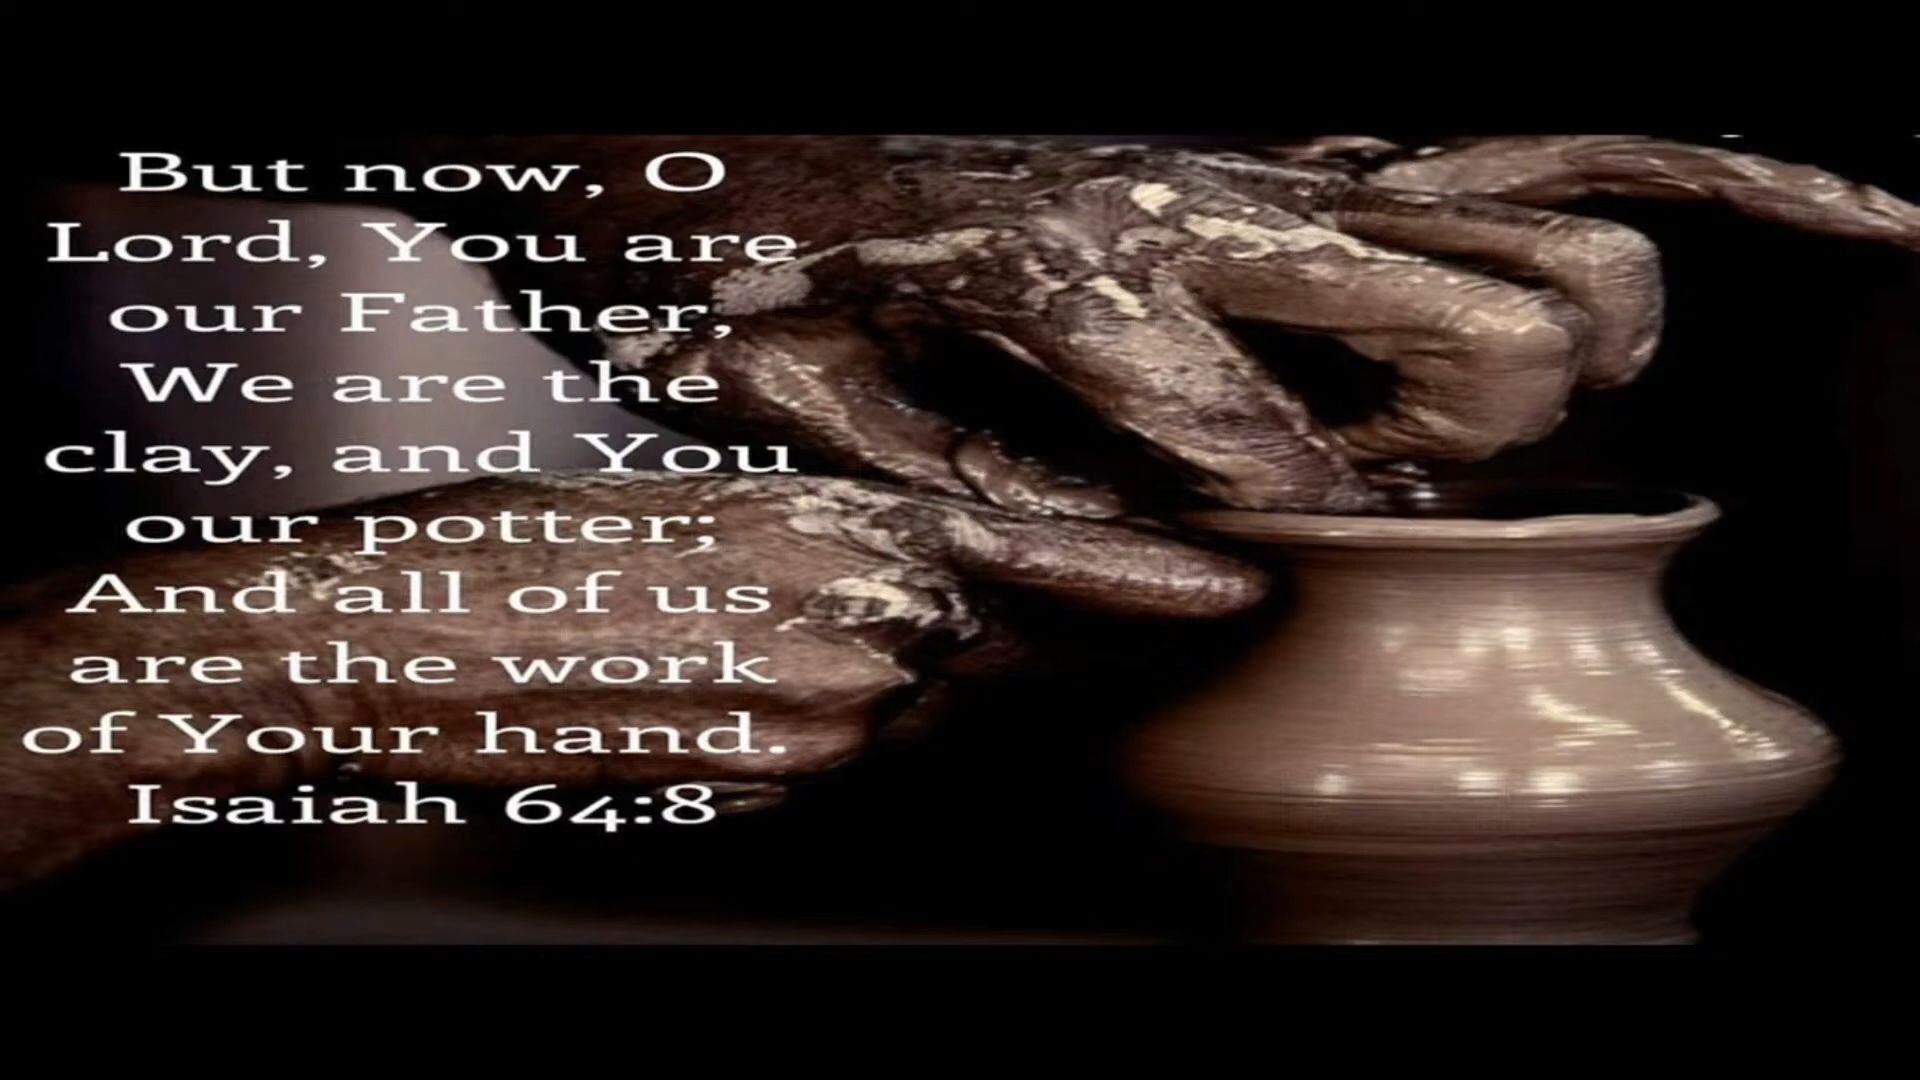 But now, O
Lord, You are
our Father,
We are the
clay, and You
our potter;
And all of us
are the work
of Your hand.
Isaiah 64:8